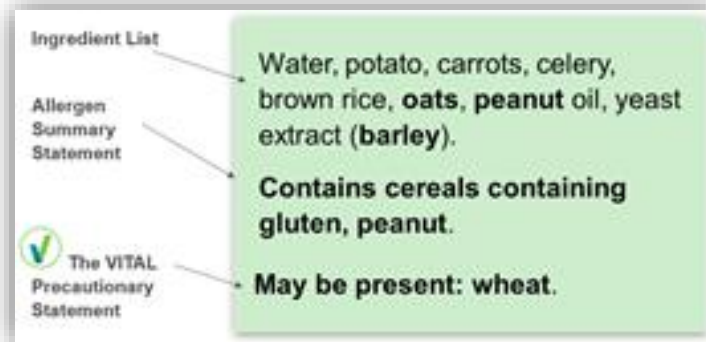 Ingredient List
Water, potato, carrots, celery,
brown rice, oats, peanut oil, yeast
extract (barley).
Allergen
Summary
Statement
Contains cereals containing
gluten, peanut.
The VITAL
Precautionary
Statement
May be present: wheat.